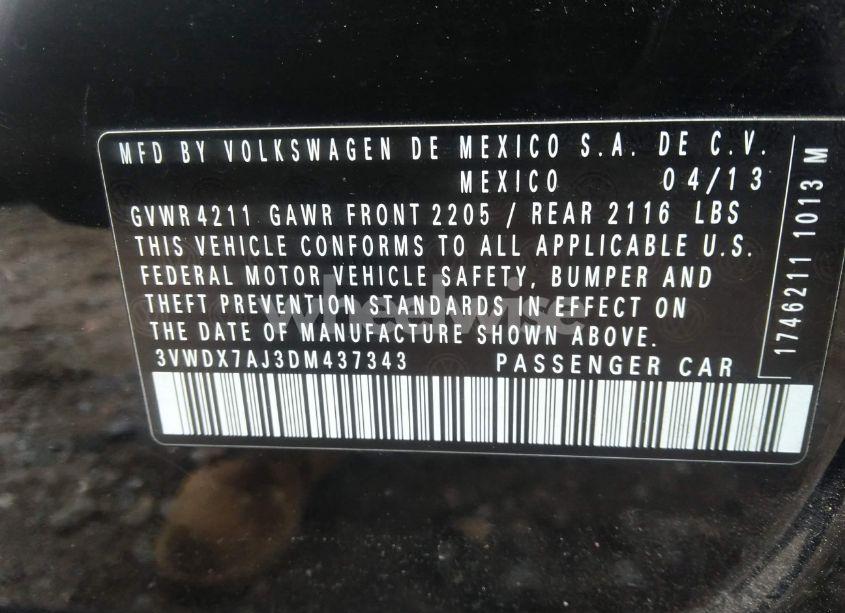 MFD BY VOLKSWAGEN DE MEXICO S.A. DE C.V.
MEXICO 04/13
GVWR 4211 GAWR FRONT 2205 / REAR 2116 LBS
THIS VEHICLE CONFORMS TO ALL APPLICABLE U.S.
FEDERAL MOTOR VEHICLE SAFETY, BUMPER AND
THEFT PREVENTION STANDARDS IN EFFECT ON
THE DATE OF MANUFACTURE SHOWN ABOVE.
3VWDX7AJ3DM437343 PASSENGER CAR
1746211 1013 M
wheelwise